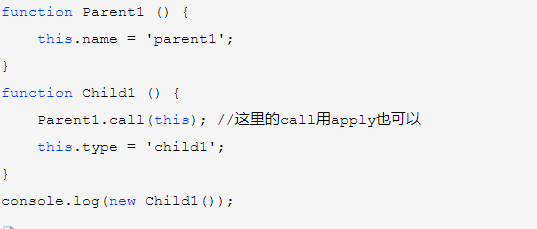 function Parent1 () {
    this.name = 'parent1';
}
function Child1 () {
    Parent1.call(this); //这里的call用apply也可以
    this.type = 'child1';
}
console.log(new Child1());